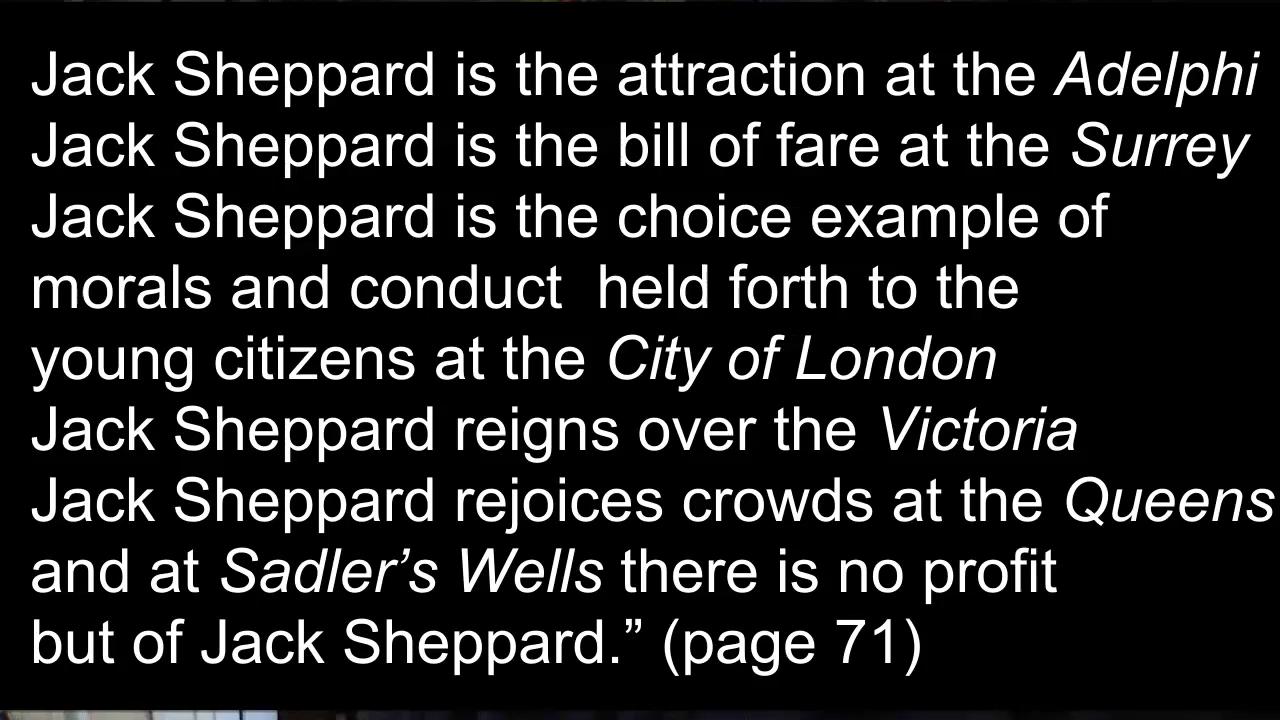 Jack Sheppard is the attraction at the Adelphi
Jack Sheppard is the bill of fare at the Surrey
Jack Sheppard is the choice example of
morals and conduct  held forth to the
young citizens at the City of London
Jack Sheppard reigns over the Victoria
Jack Sheppard rejoices crowds at the Queens
and at Sadler’s Wells there is no profit
but of Jack Sheppard.” (page 71)